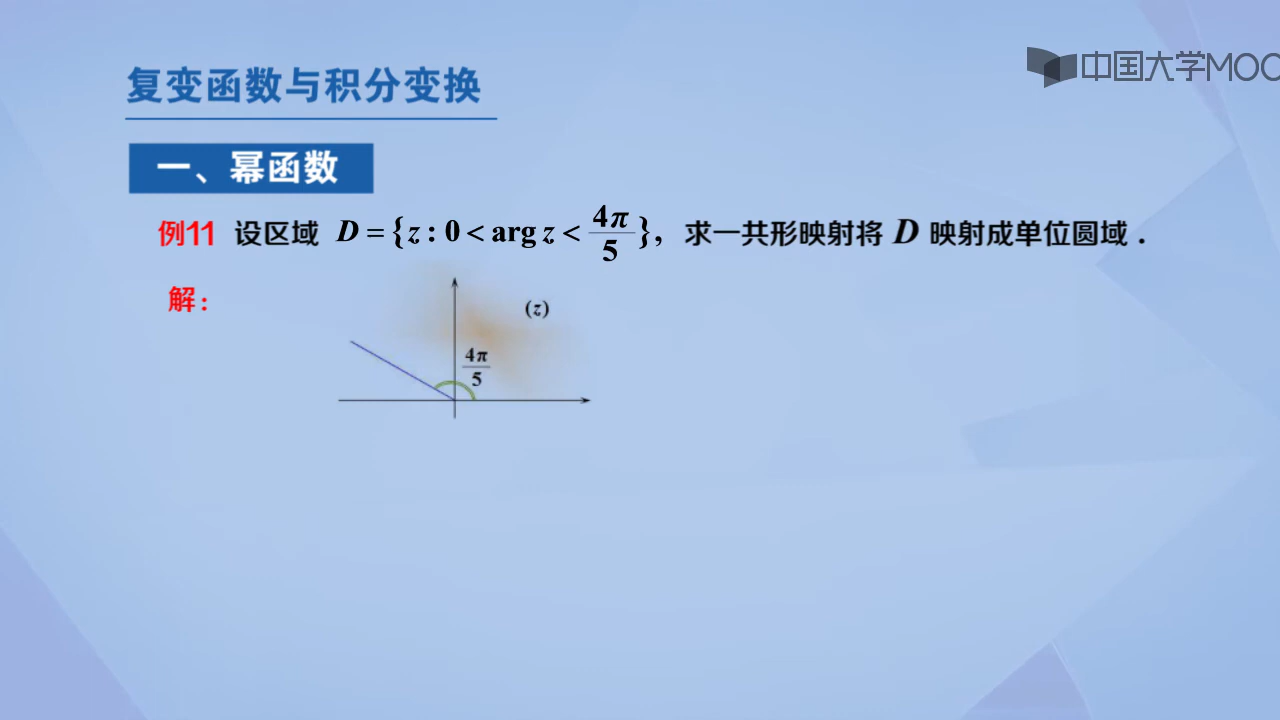 中国大学MOO
复变函数与积分变换
一、幂函数
例11 设区域 D = {z : 0 < arg z < 4π/5}, 求一共形映射将 D 映射成单位圆域 .
解：
(z)
4π/5